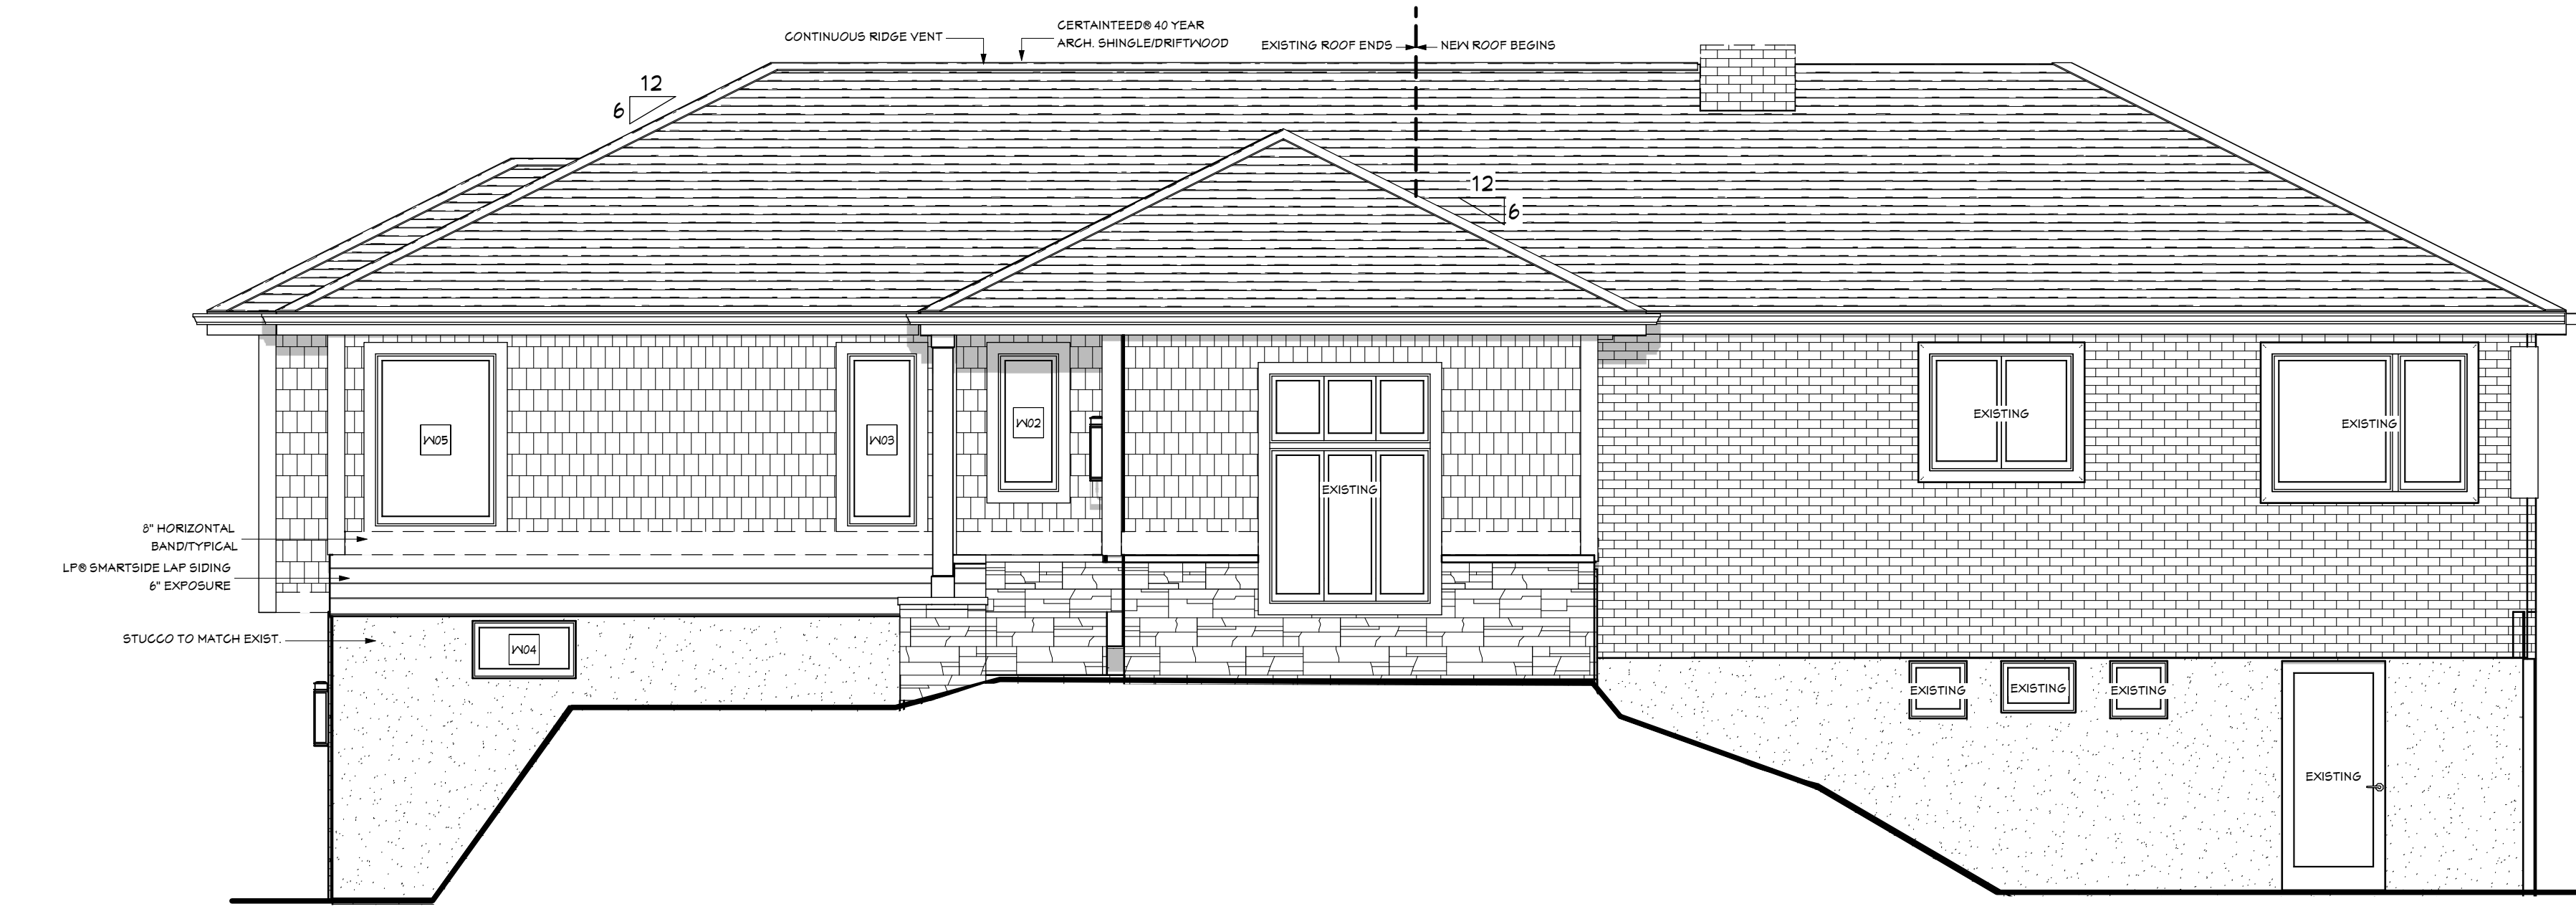 CONTINUOUS RIDGE VENT
CERTAINTEED® 40 YEAR
ARCH. SHINGLE/DRIFTWOOD
EXISTING ROOF ENDS
NEW ROOF BEGINS
12
6
12
6
W05
W03
W02
EXISTING
EXISTING
EXISTING
8" HORIZONTAL
BAND/TYPICAL
LP® SMARTSIDE LAP SIDING
6" EXPOSURE
STUCCO TO MATCH EXIST.
W04
EXISTING
EXISTING
EXISTING
EXISTING